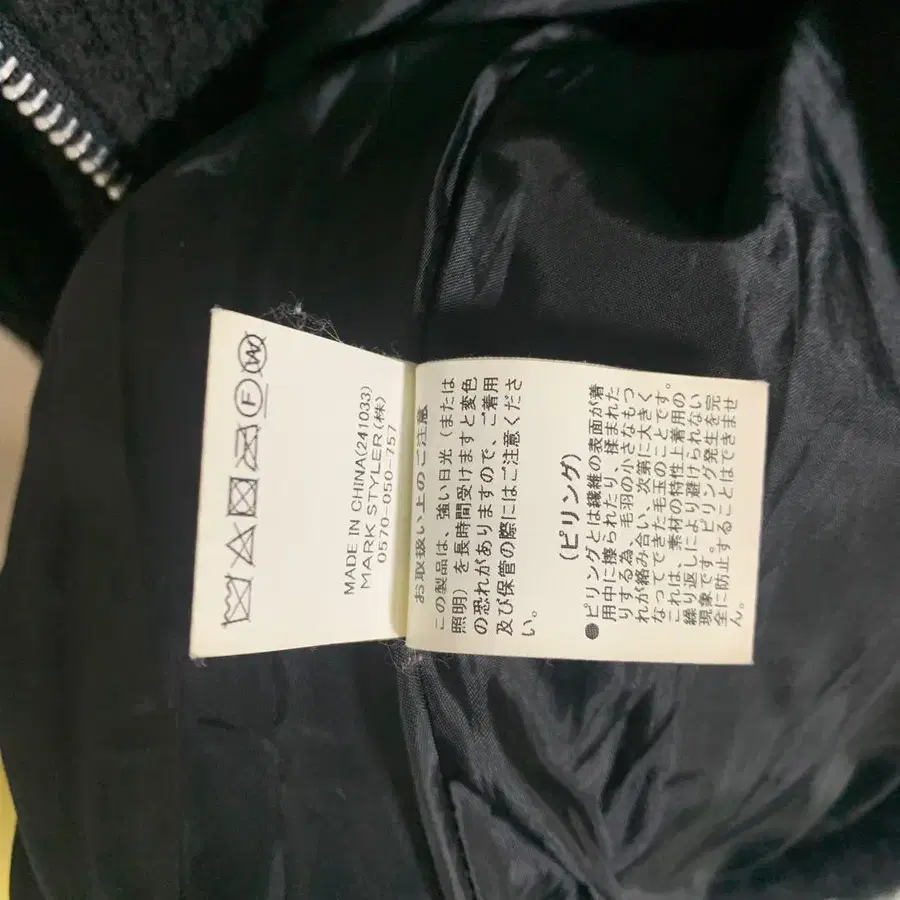 MADE IN CHINA(241033)
MARK STYLER(株)
0570-050-757
お取扱い上のご注意
この製品は、強い日光（または
照明）を長時間受けますと変色
の恐れがありますので、ご着用
及び保管の際にはご注意くださ
い。
(ピリング)
●ピリングとは繊維の表面が着
用中に擦られたり、揉まれた
りする為、毛羽の小さなもつ
れが絡み合い、次第に大きく
なってできた毛玉のことです。
これは、素材の特性上着用の
繰り返しにより避けられない
現象です。ピリング発生を完
全に防止することはできませ
ん。
F
W